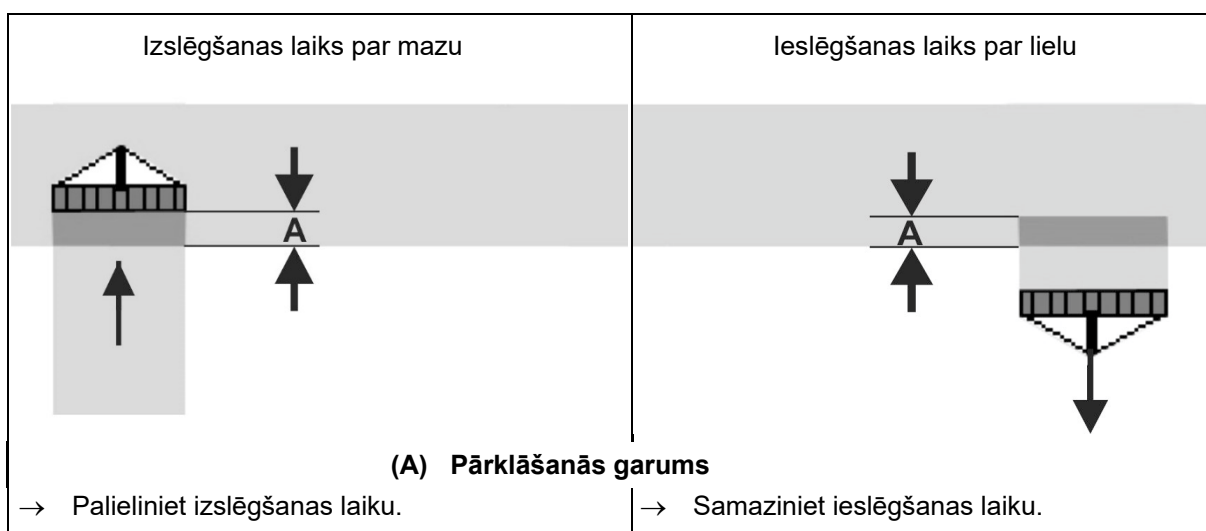 Izslēgšanas laiks par mazu
Ieslēgšanas laiks par lielu
A
A
(A) Pārklāšanās garums
→ Palieliniet izslēgšanas laiku.
→ Samaziniet ieslēgšanas laiku.